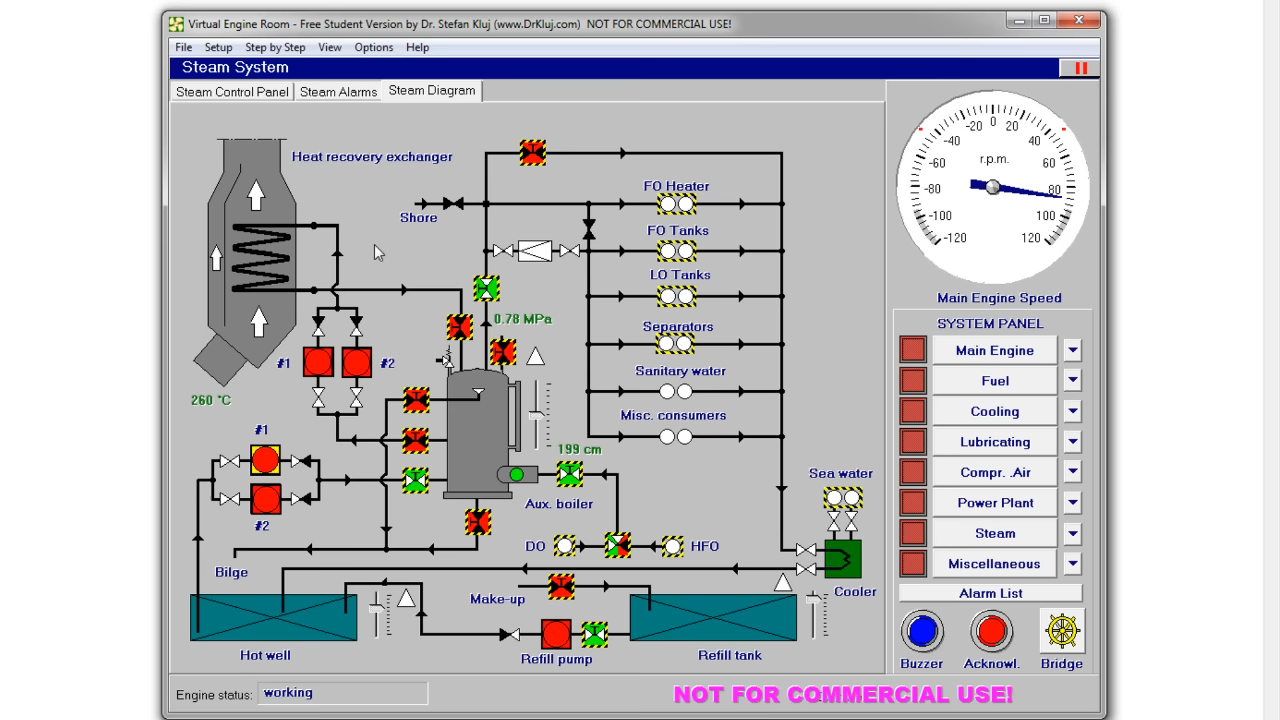 Virtual Engine Room - Free Student Version by Dr. Stefan Kluj (www.DrKluj.com)  NOT FOR COMMERCIAL USE!
File Setup Step by Step View Options Help
Steam System
Steam Control Panel Steam Alarms Steam Diagram
Heat recovery exchanger
Shore
FO Heater
FO Tanks
LO Tanks
0.78 MPa
Separators
#1 #2
Sanitary water
260 °C
Misc. consumers
#1
199 cm
Sea water
Aux. boiler
#2
DO HFO
Bilge
Make-up
Cooler
Hot well
Refill pump
Refill tank
-120 -100 -80 -60 -40 -20 0 20 40 60 80 100 120
r.p.m.
Main Engine Speed
SYSTEM PANEL
Main Engine
Fuel
Cooling
Lubricating
Compr. .Air
Power Plant
Steam
Miscellaneous
Alarm List
Buzzer Acknowl. Bridge
Engine status: working
NOT FOR COMMERCIAL USE!